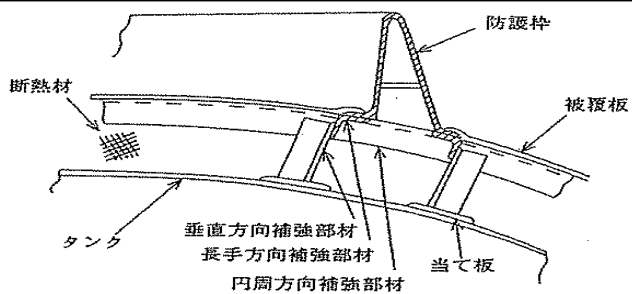 防護枠
断熱材
被覆板
垂直方向補強部材
タンク
長手方向補強部材
当て板
円周方向補強部材